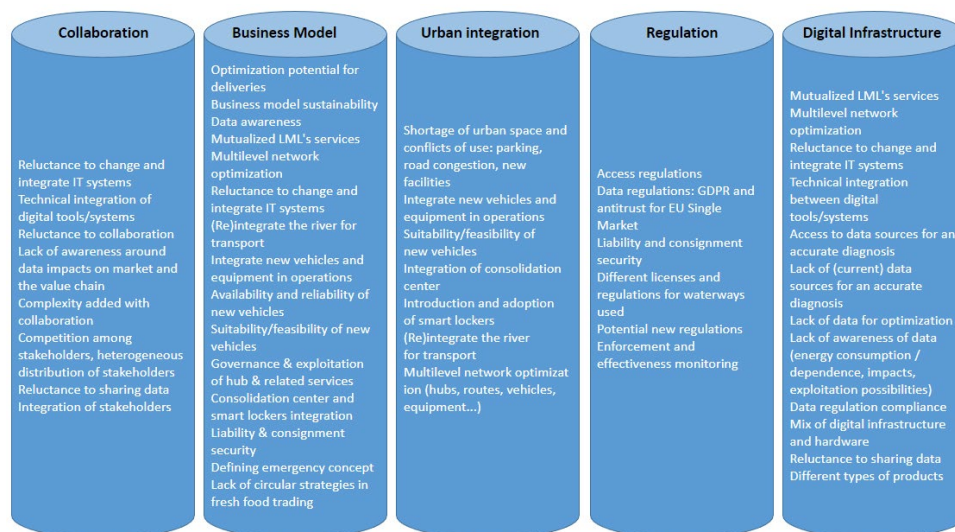 Collaboration
Reluctance to change and
integrate IT systems
Technical integration of
digital tools/systems
Reluctance to collaboration
Lack of awareness around
data impacts on market and
the value chain
Complexity added with
collaboration
Competition among
stakeholders, heterogeneous
distribution of stakeholders
Reluctance to sharing data
Integration of stakeholders
Business Model
Optimization potential for
deliveries
Business model sustainability
Data awareness
Mutualized LML's services
Multilevel network
optimization
Reluctance to change and
integrate IT systems
(Re)integrate the river for
transport
Integrate new vehicles and
equipment in operations
Availability and reliability of
new vehicles
Suitability/feasibility of new
vehicles
Governance & exploitation
of hub & related services
Consolidation center and
smart lockers integration
Liability & consignment
security
Defining emergency concept
Lack of circular strategies in
fresh food trading
Urban integration
Shortage of urban space and
conflicts of use: parking,
road congestion, new
facilities
Integrate new vehicles and
equipment in operations
Suitability/feasibility of
new vehicles
Integration of consolidation
center
Introduction and adoption
of smart lockers
(Re)integrate the river
for transport
Multilevel network optimizat
ion (hubs, routes, vehicles,
equipment...)
Regulation
Access regulations
Data regulations: GDPR and
antitrust for EU Single
Market
Liability and consignment
security
Different licenses and
regulations for waterways
used
Potential new regulations
Enforcement and
effectiveness monitoring
Digital Infrastructure
Mutualized LML's services
Multilevel network
optimization
Reluctance to change and
integrate IT systems
Technical integration
between digital
tools/systems
Access to data sources for an
accurate diagnosis
Lack of (current) data
sources for an accurate
diagnosis
Lack of data for optimization
Lack of awareness of data
(energy consumption /
dependence, impacts,
exploitation possibilities)
Data regulation compliance
Mix of digital infrastructure
and hardware
Reluctance to sharing data
Different types of products